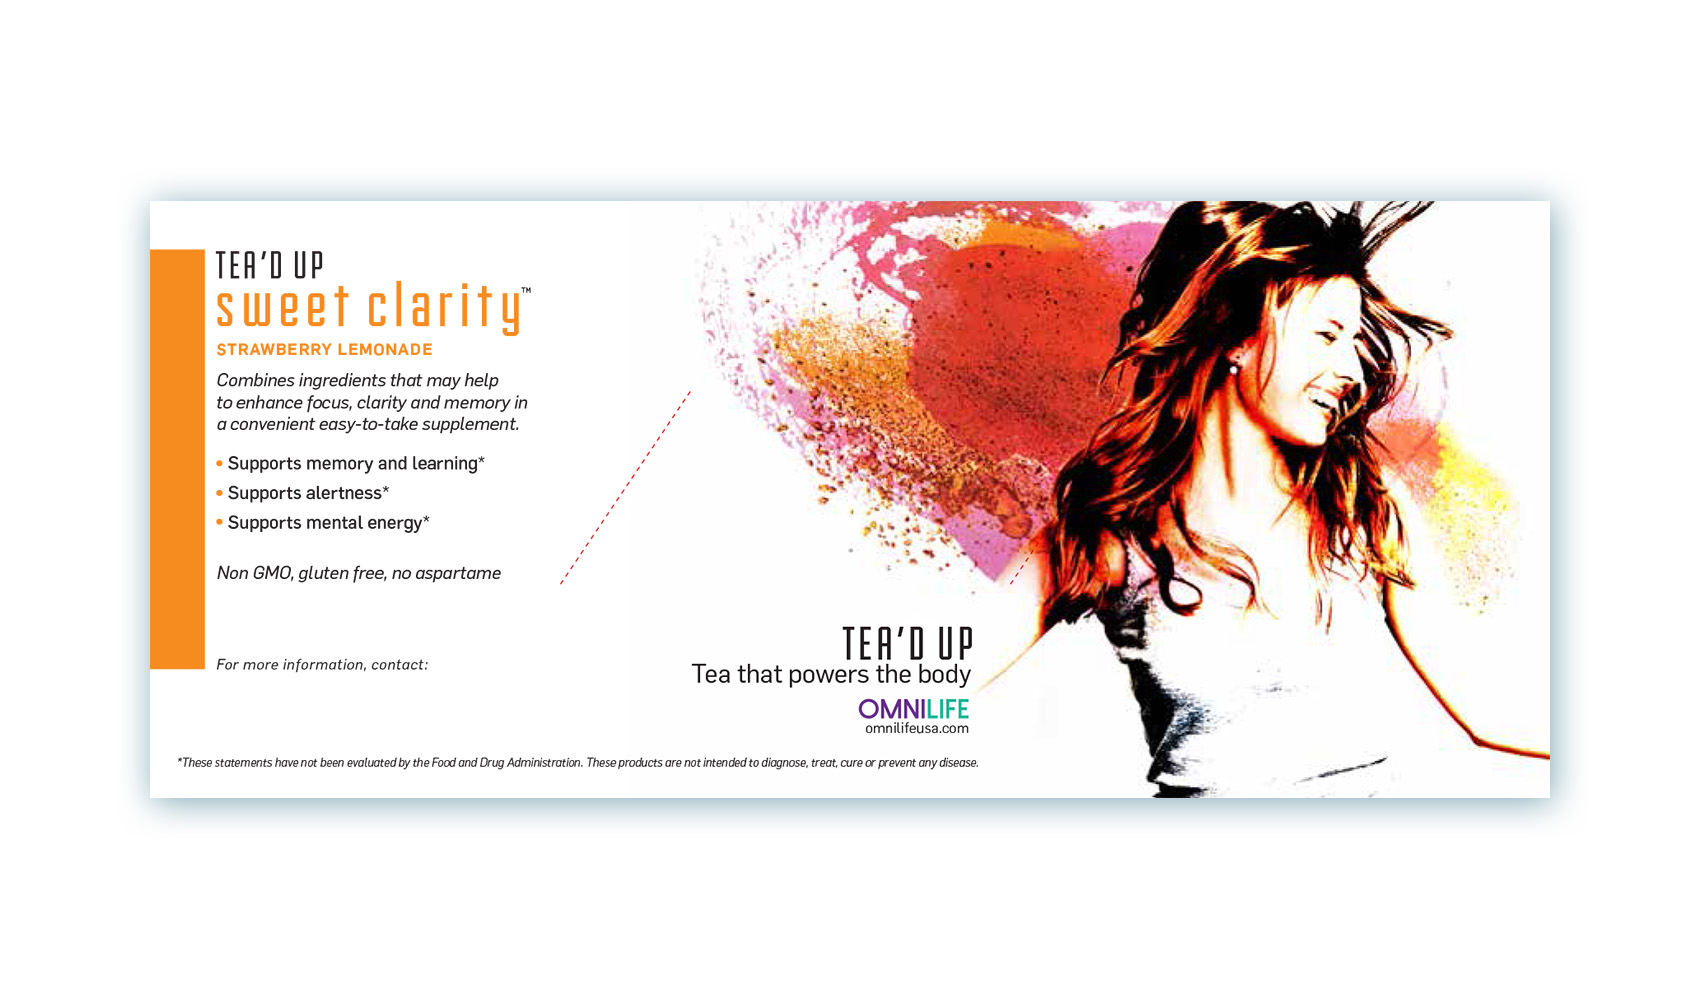 TEA'D UP
sweet clarity™
STRAWBERRY LEMONADE
Combines ingredients that may help
to enhance focus, clarity and memory in
a convenient easy-to-take supplement.
• Supports memory and learning*
• Supports alertness*
• Supports mental energy*
Non GMO, gluten free, no aspartame
For more information, contact:
TEA'D UP
Tea that powers the body
OMNILIFE
omnilifeusa.com
*These statements have not been evaluated by the Food and Drug Administration. These products are not intended to diagnose, treat, cure or prevent any disease.